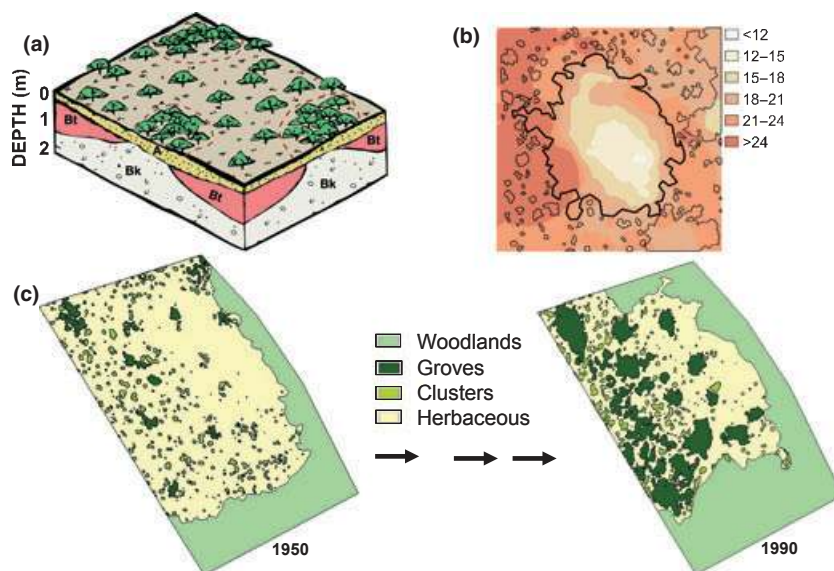 (a)
DEPTH (m)
0
1
2
Bt
A
Bk
Bt
Bk
Bt
(b)
<12
12–15
15–18
18–21
21–24
>24
(c)
Woodlands
Groves
Clusters
Herbaceous
1950
1990